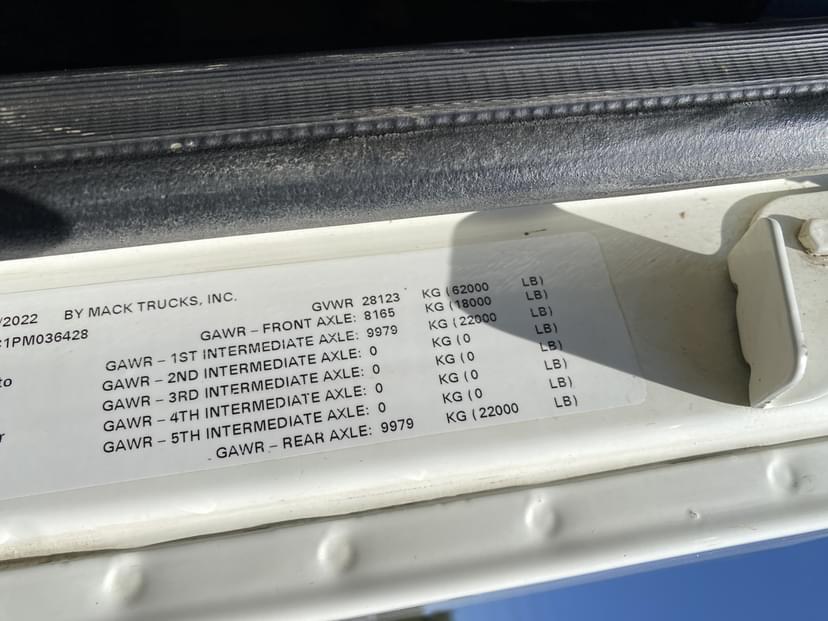 /2022 BY MACK TRUCKS, INC.
1PM036428
to
r
GVWR 28123 KG (62000 LB)
GAWR – FRONT AXLE: 8165 KG (18000 LB)
GAWR – 1ST INTERMEDIATE AXLE: 9979 KG (22000 LB)
GAWR – 2ND INTERMEDIATE AXLE: 0 KG (0 LB)
GAWR – 3RD INTERMEDIATE AXLE: 0 KG (0 LB)
GAWR – 4TH INTERMEDIATE AXLE: 0 KG (0 LB)
GAWR – 5TH INTERMEDIATE AXLE: 0 KG (0 LB)
GAWR – REAR AXLE: 9979 KG (22000 LB)